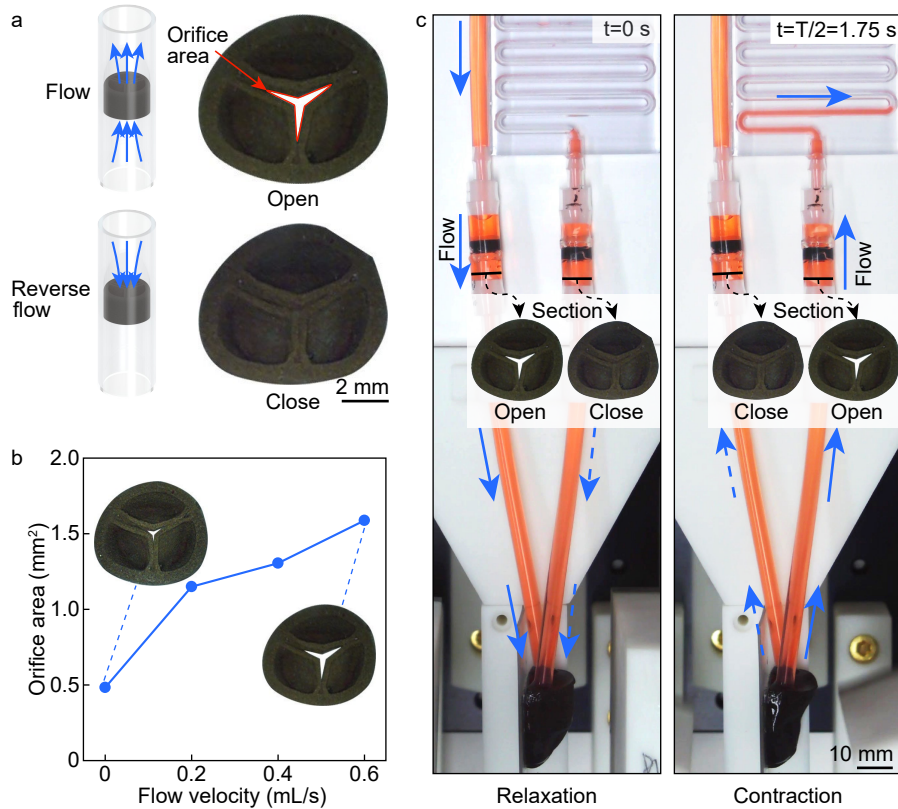 a
Flow
Orifice
area
Open
Reverse
flow
Close
2 mm
b
2.0
1.5
1.0
0.5
0
Orifice area (mm²)
0
0.2
0.4
0.6
Flow velocity (mL/s)
c
t=0 s
Flow
Section
Open
Close
Relaxation
t=T/2=1.75 s
Flow
Section
Close
Open
10 mm
Contraction